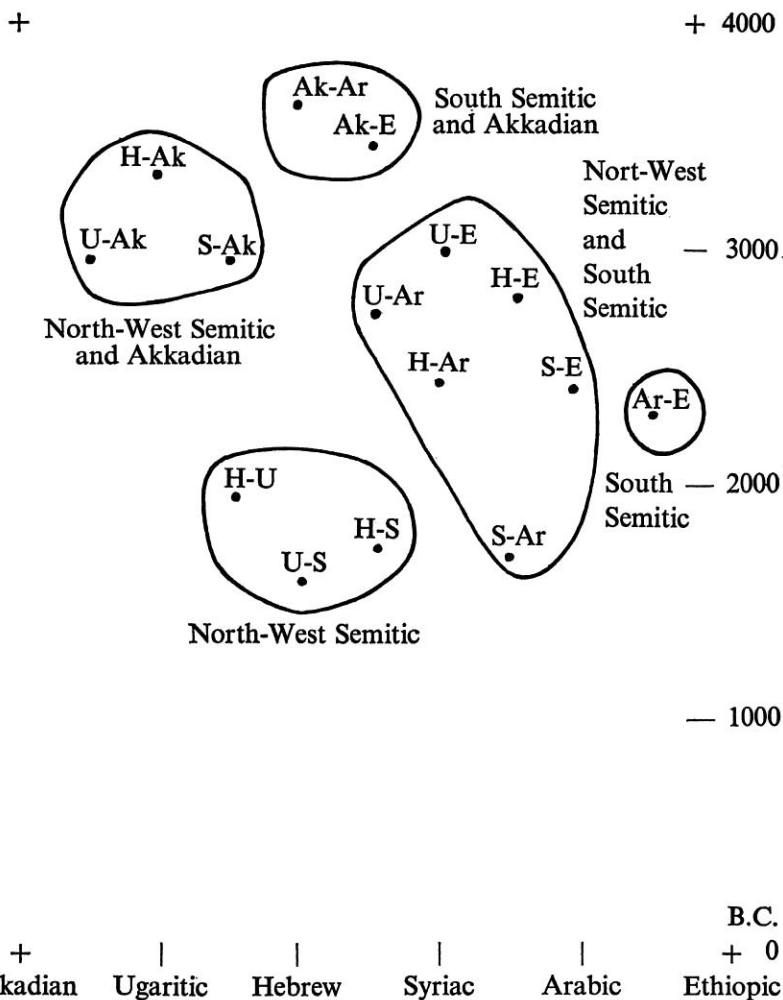 + + 4000
Ak-Ar
Ak-E
South Semitic
and Akkadian
H-Ak
U-Ak
S-Ak
North-West Semitic
and Akkadian
Nort-West
Semitic
and
South
Semitic
— 3000
U-E
H-E
U-Ar
H-Ar
S-E
Ar-E
South
Semitic
— 2000
H-U
H-S
U-S
S-Ar
North-West Semitic
— 1000
B.C.
+ + 0
kadian Ugaritic Hebrew Syriac Arabic Ethiopic